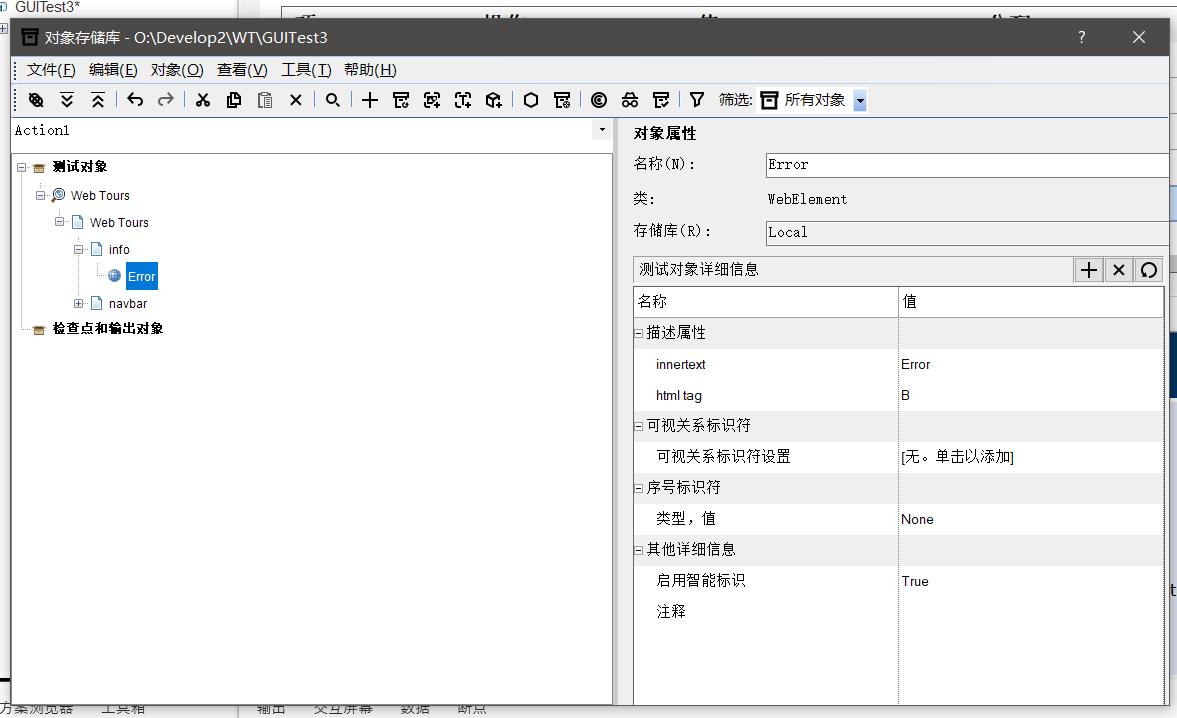 GUITest3*
对象存储库 - O:\Develop2\WT\GUITest3
?
文件(F) 编辑(E) 对象(O) 查看(V) 工具(T) 帮助(H)
筛选: 所有对象
Action1
测试对象
Web Tours
Web Tours
info
Error
navbar
检查点和输出对象
对象属性
名称(N): Error
类: WebElement
存储库(R): Local
测试对象详细信息
名称 值
描述属性
innertext Error
html tag B
可视关系标识符
可视关系标识符设置 [无。单击以添加]
序号标识符
类型，值 None
其他详细信息
启用智能标识 True
注释
方案浏览器 工具箱 输出 交互屏幕 数据 断点